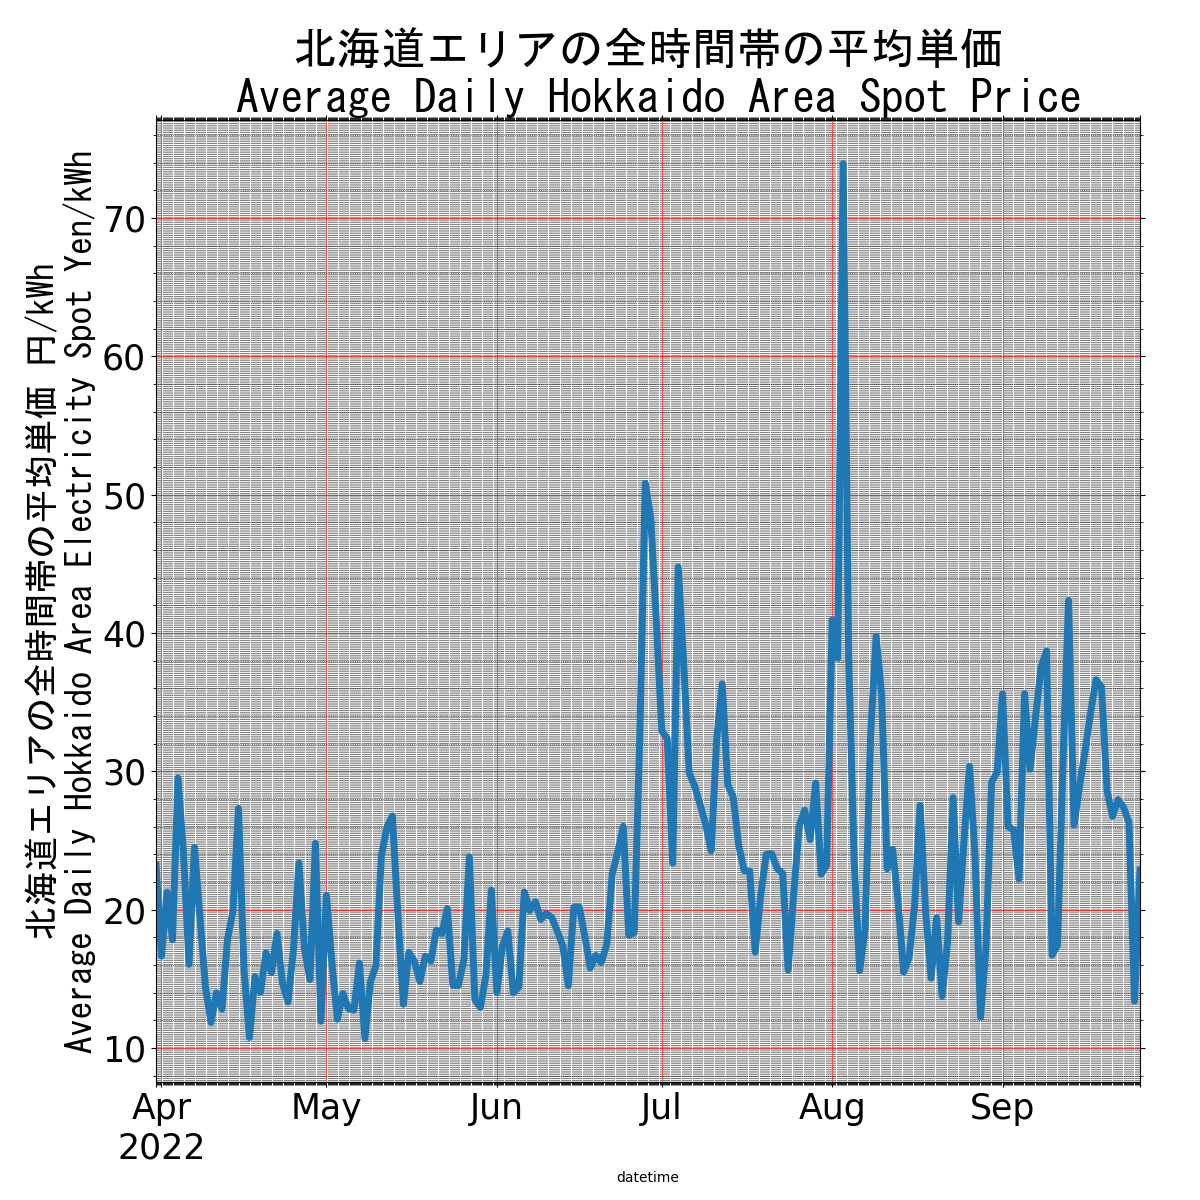 北海道エリアの全時間帯の平均単価
Average Daily Hokkaido Area Spot Price
北海道エリアの全時間帯の平均単価 円/kWh
Average Daily Hokkaido Area Electricity Spot Yen/kWh
70
60
50
40
30
20
10
Apr May Jun Jul Aug Sep
2022
datetime